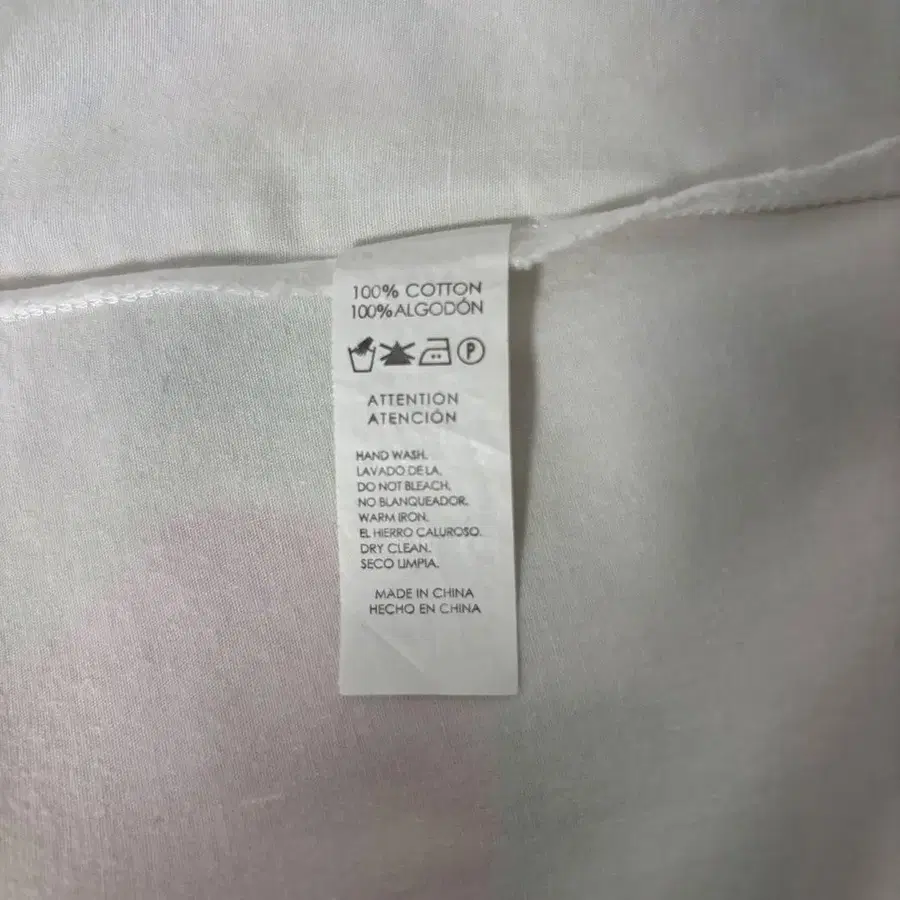 100% COTTON
100% ALGODÓN
P
ATTENTION
ATENCIÓN
HAND WASH.
LAVADO DE LA.
DO NOT BLEACH.
NO BLANQUEADOR.
WARM IRON.
EL HIERRO CALUROSO.
DRY CLEAN.
SECO LIMPIA.
MADE IN CHINA
HECHO EN CHINA